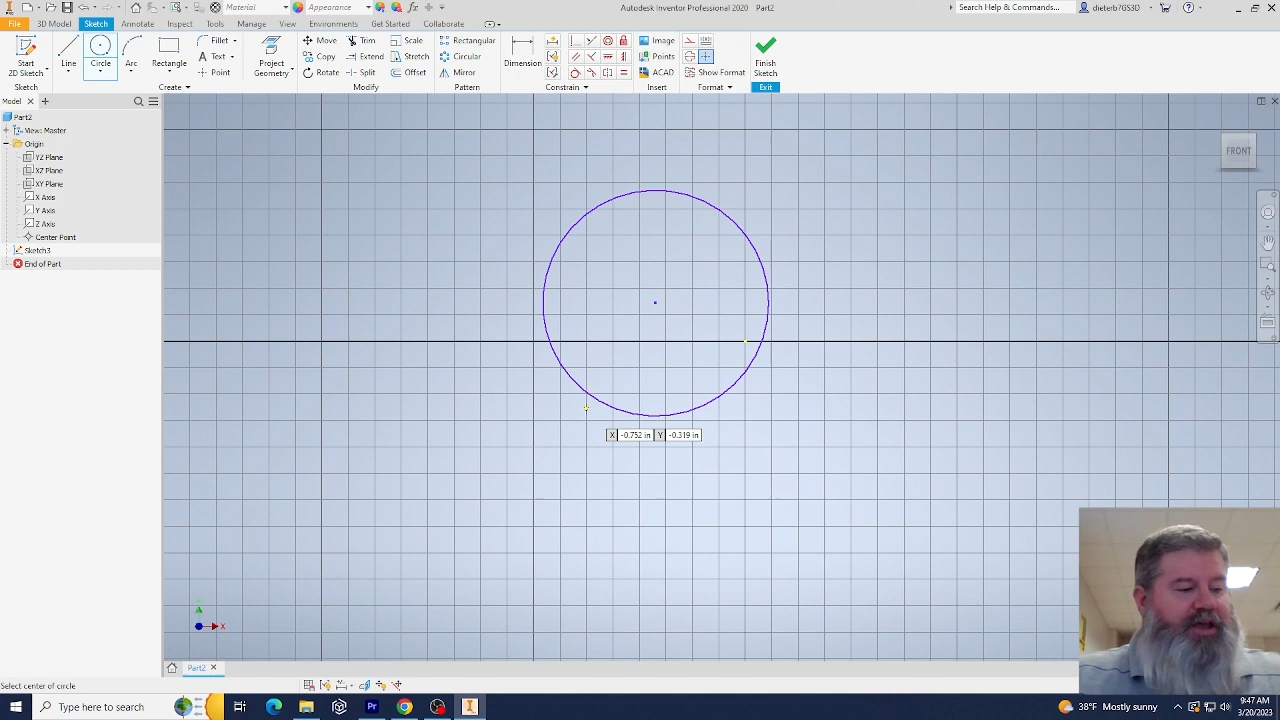 Material
Appearance
Autodesk Inventor Professional 2020 Part2
Search Help & Commands...
dieterb7GS3D
File 3D Model Sketch Annotate Inspect Tools Manage View Environments Get Started Collaborate
Start 2D Sketch
Line
Circle
Arc
Rectangle
Fillet
Text
Point
Project Geometry
Move Trim Scale
Copy Extend Stretch
Rotate Split Offset
Rectangular
Circular
Mirror
Dimension
Image
Points
ACAD
Show Format
Finish Sketch
Sketch Create Modify Pattern Constrain Insert Format Exit
Model
Part2
View: Master
Origin
YZ Plane
XZ Plane
XY Plane
X Axis
Y Axis
Z Axis
Center Point
Sketch3
End of Part
FRONT
X -0.752 in Y -0.319 in
X
Part2
Select center of circle
Type here to search
38°F Mostly sunny
9:47 AM
3/20/2023